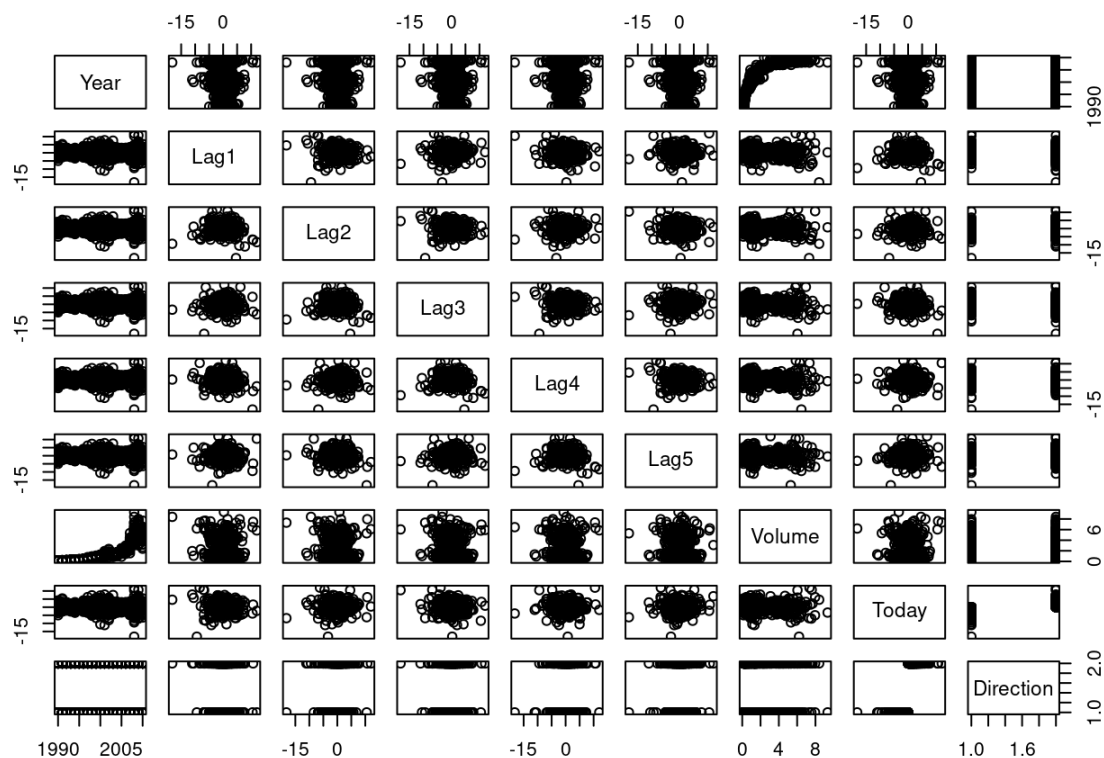 -15 0 -15 0 -15 0 -15 0
Year 1990
-15 Lag1
Lag2 -15
-15 Lag3
Lag4 -15
-15 Lag5
Volume 0 6
-15 Today
Direction 1.0 2.0
1990 2005 -15 0 -15 0 0 4 8 1.0 1.6